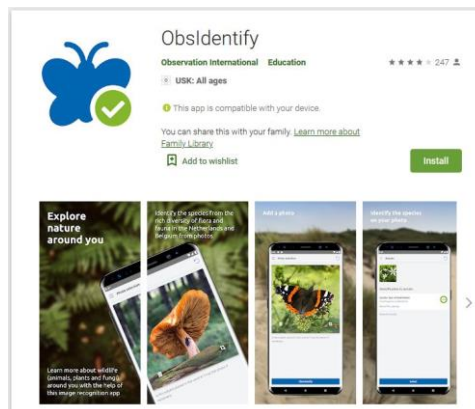 ObsIdentify
Observation International Education
★★★★★ 247
USK: All ages
This app is compatible with your device.
You can share this with your family. Learn more about
Family Library
Add to wishlist
Install
Explore
nature
around you
Learn more about wildlife
(animals, plants and fungi)
around you with the help of
this image recognition app
Identify the species from the
rich diversity of flora and
fauna in the Netherlands and
Belgium from photos
Add a photo
Identify the species
on your photo